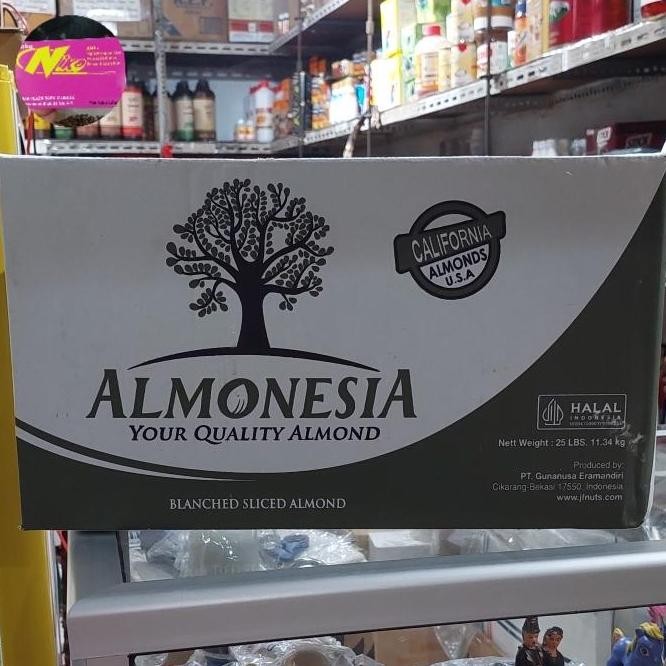 Nike
CALIFORNIA
ALMONDS
U.S.A
ALMONESIA
YOUR QUALITY ALMOND
BLANCHED SLICED ALMOND
HALAL
INDONESIA
Nett Weight : 25 LBS. 11.34 kg
Produced by:
PT. Gunanusa Eramandiri
Cikarang-Bekasi 17550, Indonesia
www.jfnuts.com